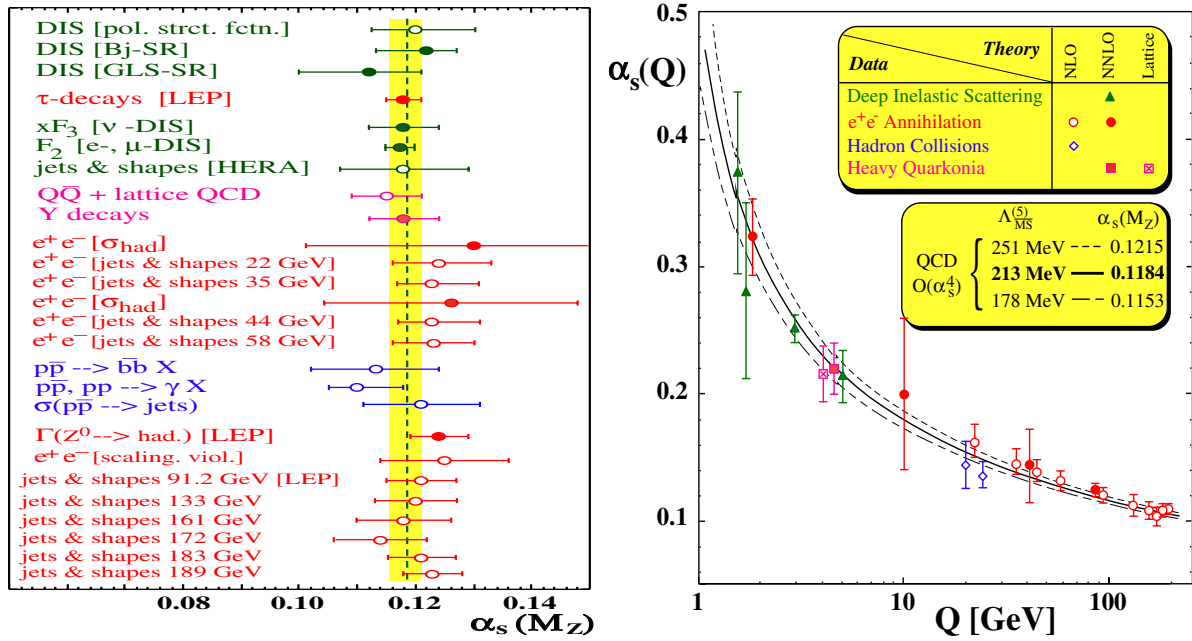 DIS [pol. strct. fctn.]
DIS [Bj-SR]
DIS [GLS-SR]
τ-decays [LEP]
xF₃ [ν -DIS]
F₂ [e-, μ-DIS]
jets & shapes [HERA]
QQ̅ + lattice QCD
Υ decays
e⁺e⁻[σhad]
e⁺e⁻[jets & shapes 22 GeV]
e⁺e⁻[jets & shapes 35 GeV]
e⁺e⁻[σhad]
e⁺e⁻[jets & shapes 44 GeV]
e⁺e⁻[jets & shapes 58 GeV]
pp̅ --> bb̅ X
pp̅, pp --> γ X
σ(pp̅ --> jets)
Γ(Z⁰--> had.) [LEP]
e⁺e⁻[scaling. viol.]
jets & shapes 91.2 GeV [LEP]
jets & shapes 133 GeV
jets & shapes 161 GeV
jets & shapes 172 GeV
jets & shapes 183 GeV
jets & shapes 189 GeV
0.08 0.10 0.12 0.14
αs (MZ)
αs(Q)
0.5
0.4
0.3
0.2
0.1
1 10 100
Q [GeV]
Theory
Data
NLO
NNLO
Lattice
Deep Inelastic Scattering
e⁺e⁻ Annihilation
Hadron Collisions
Heavy Quarkonia
Λ(5)MS αs(MZ)
QCD
O(αs⁴)
251 MeV 0.1215
213 MeV 0.1184
178 MeV 0.1153